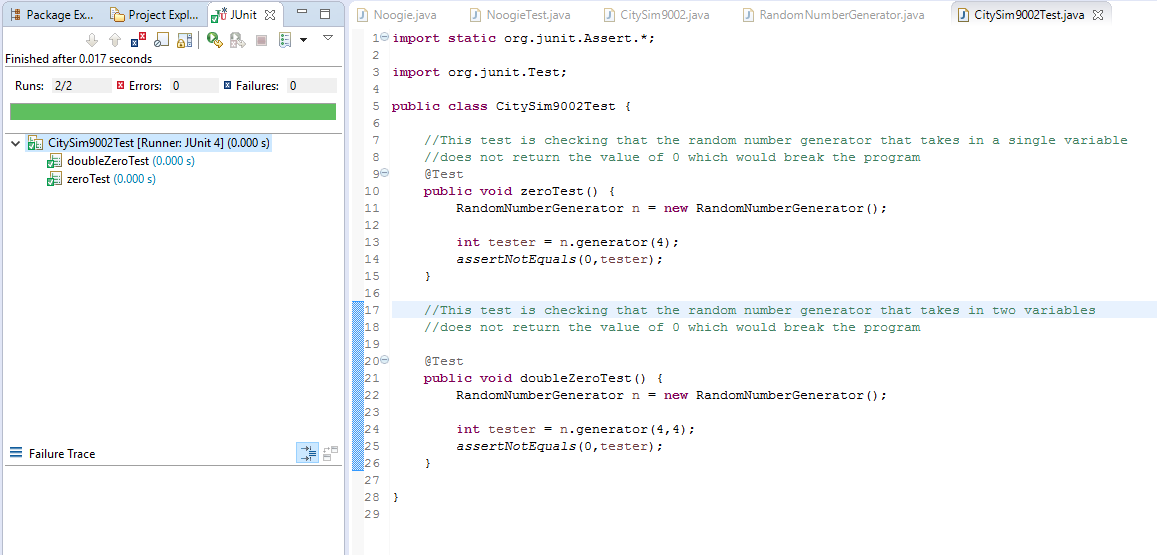 Package Ex... Project Expl... JUnit
Finished after 0.017 seconds
Runs: 2/2 Errors: 0 Failures: 0
CitySim9002Test [Runner: JUnit 4] (0.000 s)
doubleZeroTest (0.000 s)
zeroTest (0.000 s)
Failure Trace
Noogie.java NoogieTest.java CitySim9002.java RandomNumberGenerator.java CitySim9002Test.java
1 import static org.junit.Assert.*;
2
3 import org.junit.Test;
4
5 public class CitySim9002Test {
6
7 //This test is checking that the random number generator that takes in a single variable
8 //does not return the value of 0 which would break the program
9 @Test
10 public void zeroTest() {
11 RandomNumberGenerator n = new RandomNumberGenerator();
12
13 int tester = n.generator(4);
14 assertNotEquals(0,tester);
15 }
16
17 //This test is checking that the random number generator that takes in two variables
18 //does not return the value of 0 which would break the program
19
20 @Test
21 public void doubleZeroTest() {
22 RandomNumberGenerator n = new RandomNumberGenerator();
23
24 int tester = n.generator(4,4);
25 assertNotEquals(0,tester);
26 }
27
28 }
29